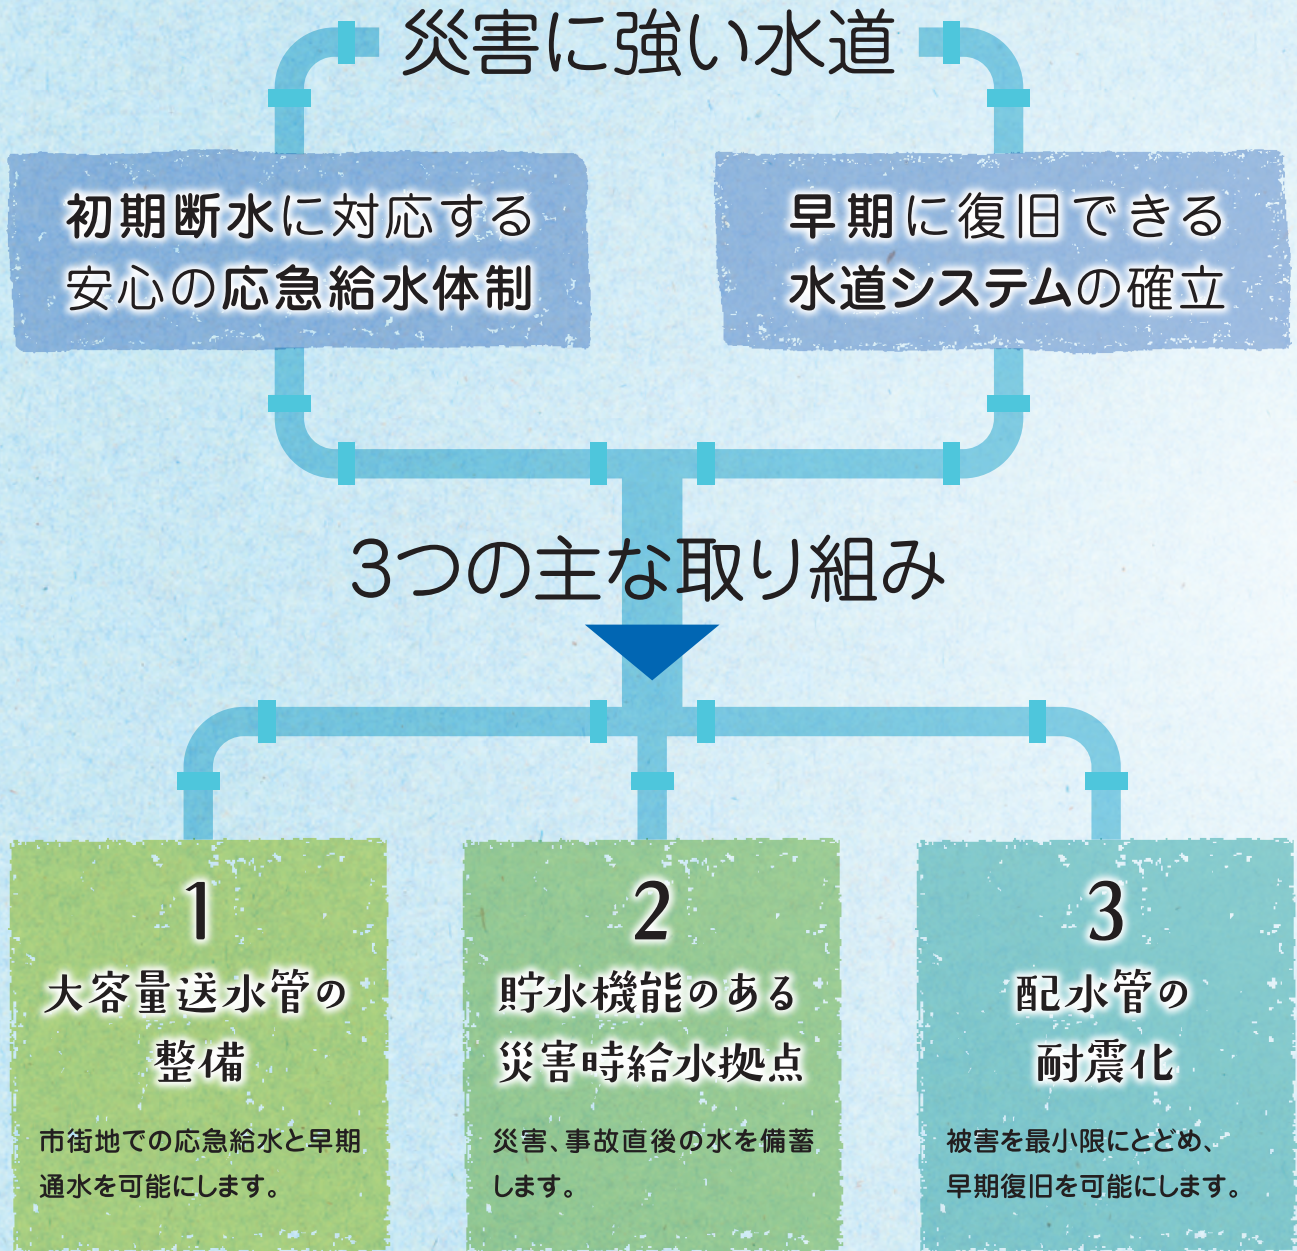 災害に強い水道
初期断水に対応する
安心の応急給水体制
早期に復旧できる
水道システムの確立
3つの主な取り組み
1
大容量送水管の
整備
市街地での応急給水と早期
通水を可能にします。
2
貯水機能のある
災害時給水拠点
災害、事故直後の水を備蓄
します。
3
配水管の
耐震化
被害を最小限にとどめ、
早期復旧を可能にします。